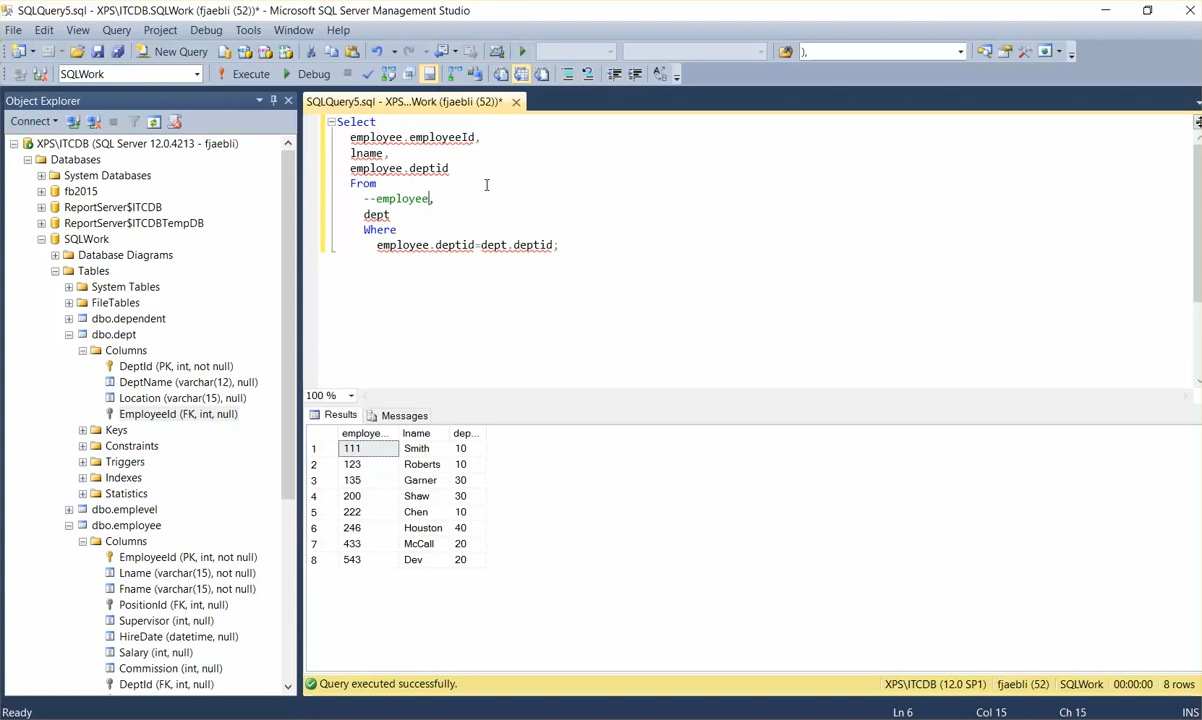 SQLQuery5.sql - XPS\ITCDB.SQLWork (fjaebli (52))* - Microsoft SQL Server Management Studio
File Edit View Query Project Debug Tools Window Help
New Query ),
SQLWork Execute Debug
Object Explorer
Connect
XPS\ITCDB (SQL Server 12.0.4213 - fjaebli)
Databases
System Databases
fb2015
ReportServer$ITCDB
ReportServer$ITCDBTempDB
SQLWork
Database Diagrams
Tables
System Tables
FileTables
dbo.dependent
dbo.dept
Columns
DeptId (PK, int, not null)
DeptName (varchar(12), null)
Location (varchar(15), null)
EmployeeId (FK, int, null)
Keys
Constraints
Triggers
Indexes
Statistics
dbo.emplevel
dbo.employee
Columns
EmployeeId (PK, int, not null)
Lname (varchar(15), not null)
Fname (varchar(15), not null)
PositionId (FK, int, null)
Supervisor (int, null)
HireDate (datetime, null)
Salary (int, null)
Commission (int, null)
DeptId (FK, int, null)
SQLQuery5.sql - XPS...Work (fjaebli (52))*
Select
employee.employeeId,
lname,
employee.deptid
From
--employee,
dept
Where
employee.deptid=dept.deptid;
100 %
Results Messages
employe... lname dep...
1 111 Smith 10
2 123 Roberts 10
3 135 Garner 30
4 200 Shaw 30
5 222 Chen 10
6 246 Houston 40
7 433 McCall 20
8 543 Dev 20
Query executed successfully. XPS\ITCDB (12.0 SP1) fjaebli (52) SQLWork 00:00:00 8 rows
Ready Ln 6 Col 15 Ch 15 INS